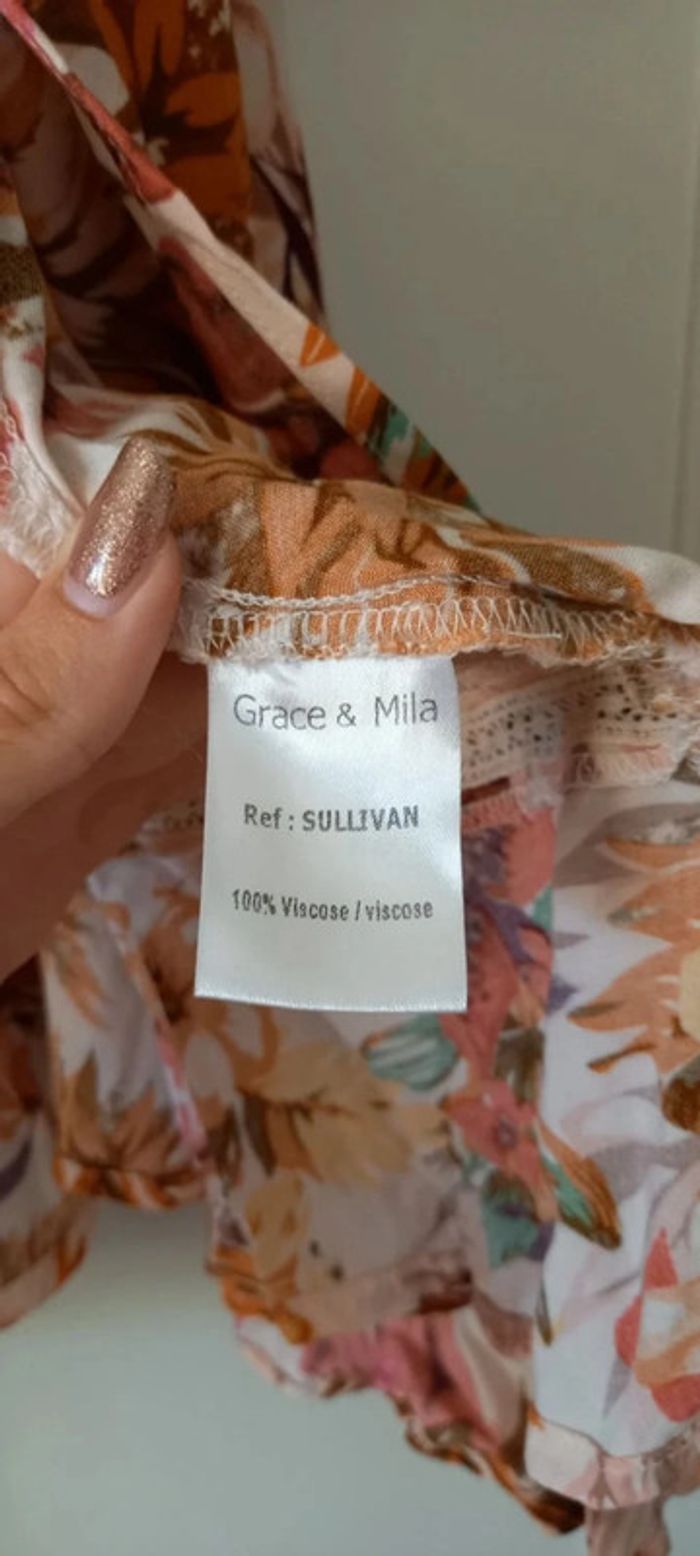 Grace & Mila
Ref : SULLIVAN
100% Viscose / viscose